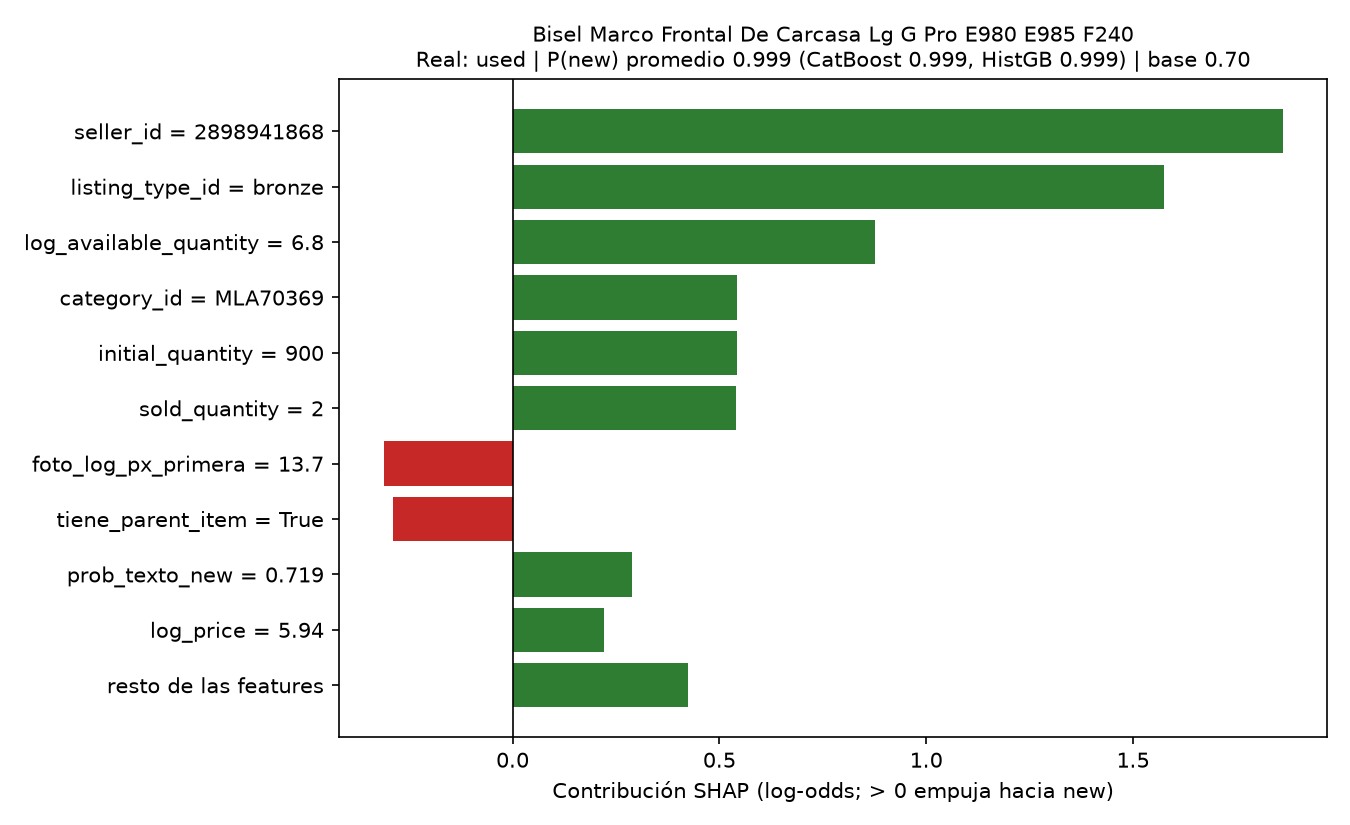 Bisel Marco Frontal De Carcasa Lg G Pro E980 E985 F240
Real: used | P(new) promedio 0.999 (CatBoost 0.999, HistGB 0.999) | base 0.70
seller_id = 2898941868
listing_type_id = bronze
log_available_quantity = 6.8
category_id = MLA70369
initial_quantity = 900
sold_quantity = 2
foto_log_px_primera = 13.7
tiene_parent_item = True
prob_texto_new = 0.719
log_price = 5.94
resto de las features
0.0 0.5 1.0 1.5
Contribución SHAP (log-odds; > 0 empuja hacia new)